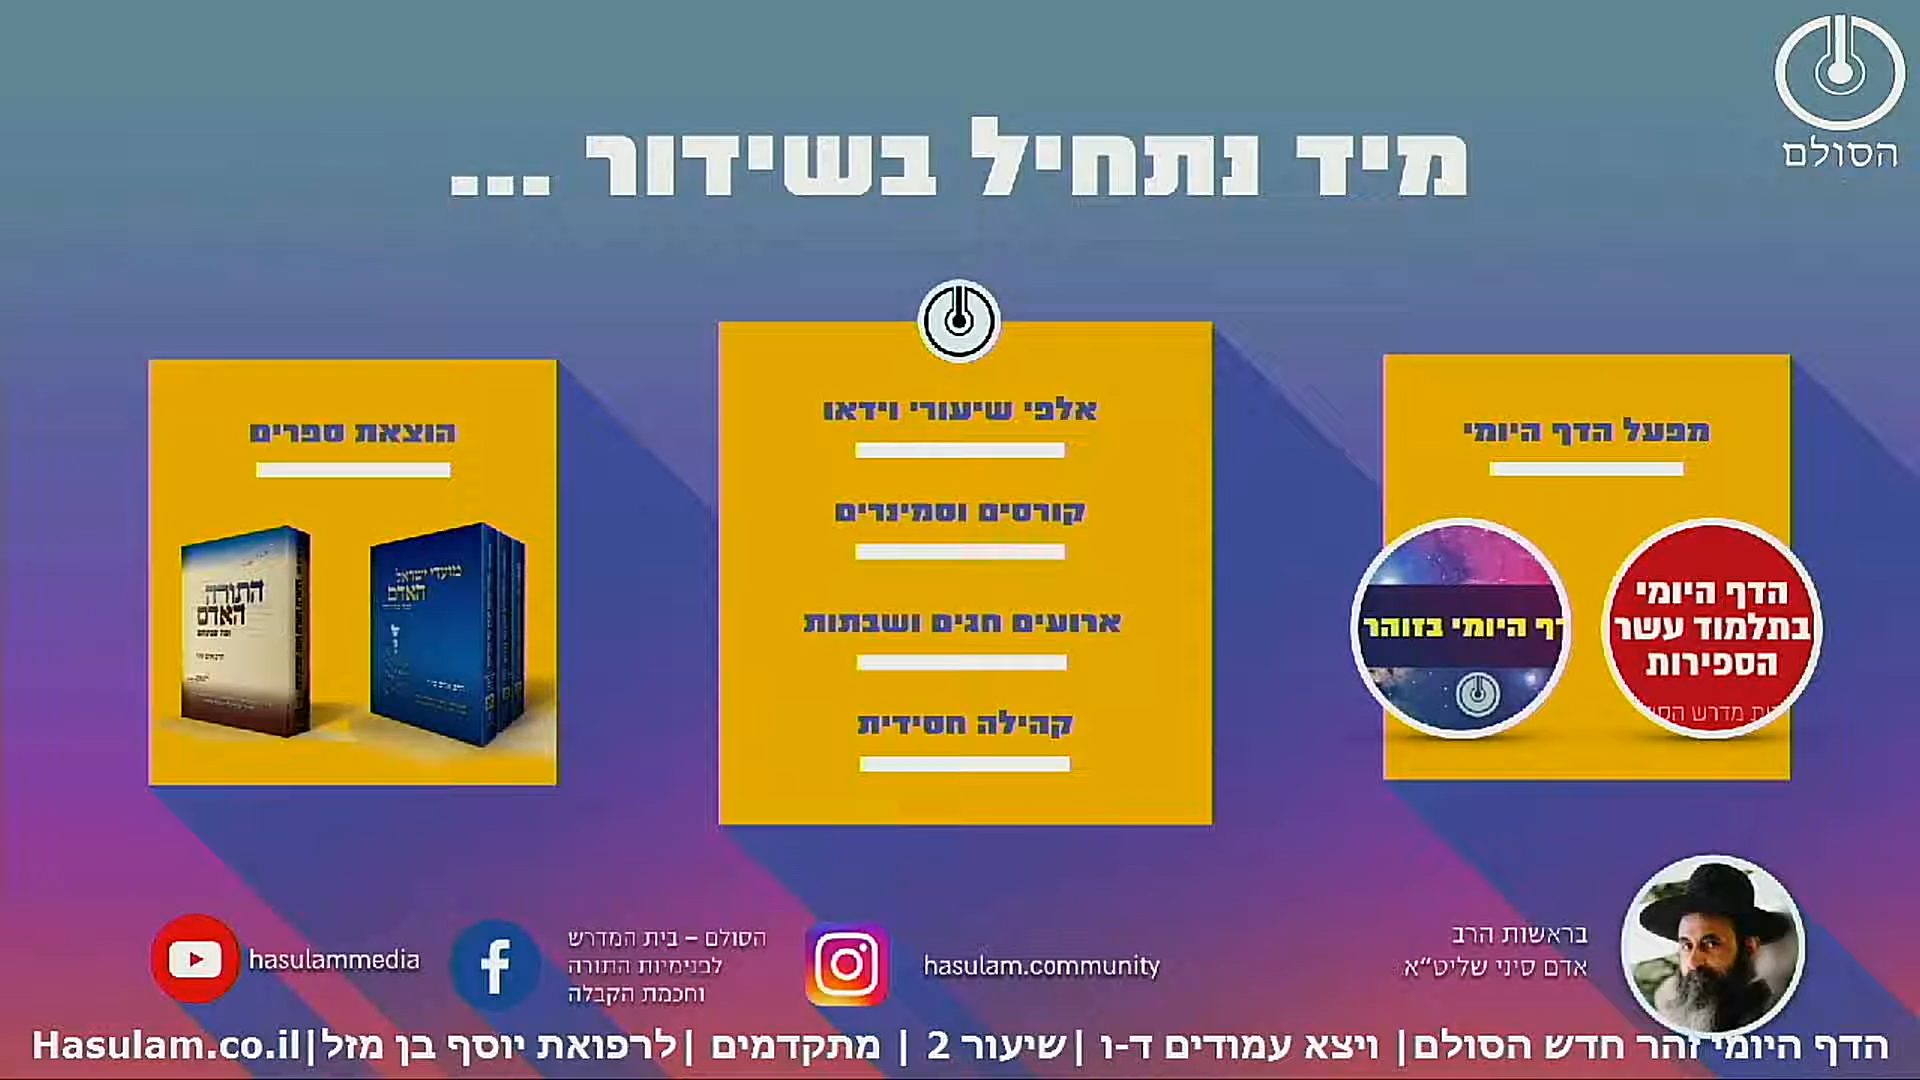 הסולם
מיד נתחיל בשידור ...
מפעל הדף היומי
הדף היומי
בתלמוד עשר
הספירות
מדרש הסו
היומי בזוהר
אלפי שיעורי וידאו
קורסים וסמינרים
ארועים חגים ושבתות
קהילה חסידית
הוצאת ספרים
מועדי ישראל
האדם
התורה
האדם
בראשות הרב
אדם סיני שליט״א
hasulam.community
הסולם – בית המדרש
לפנימיות התורה
וחכמת הקבלה
hasulammedia
הדף היומי זהר חדש הסולם| ויצא עמודים ד-ו |שיעור 2 | מתקדמים |לרפואת יוסף בן מזל|Hasulam.co.il